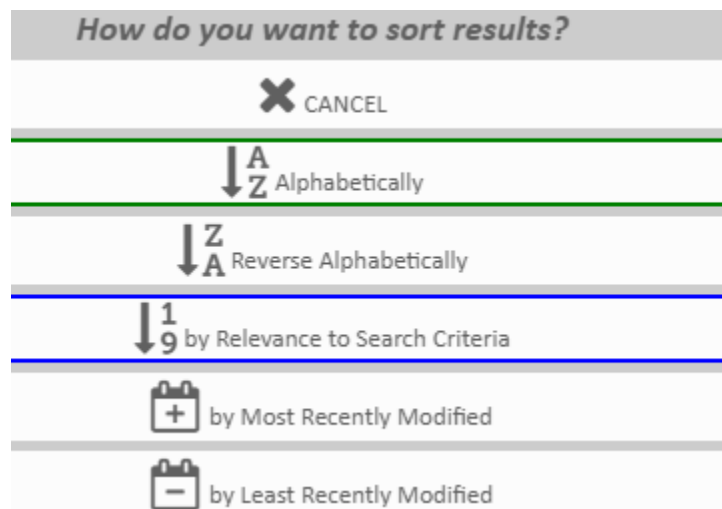 How do you want to sort results?
CANCEL
A
Z Alphabetically
Z
A Reverse Alphabetically
1
9 by Relevance to Search Criteria
by Most Recently Modified
by Least Recently Modified